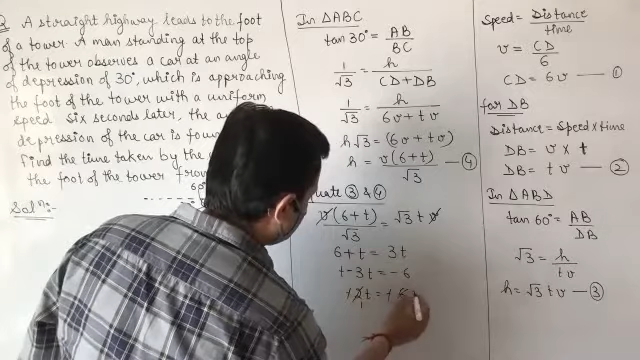 Q. A straight highway leads to the foot
of a tower. A man standing at the top
of the tower observes a car at an angle
of depression of 30°, which is approaching
the foot of the tower with a uniform
speed. Six seconds later, the
depression of the car is
Find the time taken by the
the foot of the tower
Solⁿ:-
In ΔABC
tan 30° = AB/BC
1/√3 = h/(CD+DB)
1/√3 = h/(6v+tv)
h√3 = (6v+tv)
h = v(6+t)/√3 — ④
③ & ④
v(6+t)/√3 = √3 t v
6+t = 3t
t-3t = -6
+2t = +6
Speed = Distance/time
v = CD/6
CD = 6v — ①
for DB
Distance = Speed × time
DB = v × t
DB = tv — ②
In ΔABD
tan 60° = AB/DB
√3 = h/tv
h = √3 tv — ③